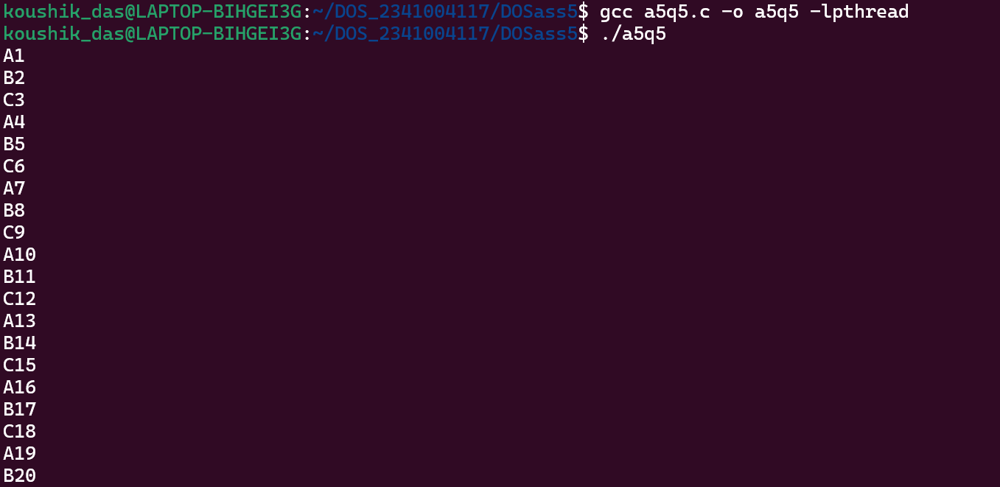 koushik_das@LAPTOP-BIHGEI3G:~/DOS_2341004117/DOSass5$ gcc a5q5.c -o a5q5 -lpthread
koushik_das@LAPTOP-BIHGEI3G:~/DOS_2341004117/DOSass5$ ./a5q5
A1
B2
C3
A4
B5
C6
A7
B8
C9
A10
B11
C12
A13
B14
C15
A16
B17
C18
A19
B20